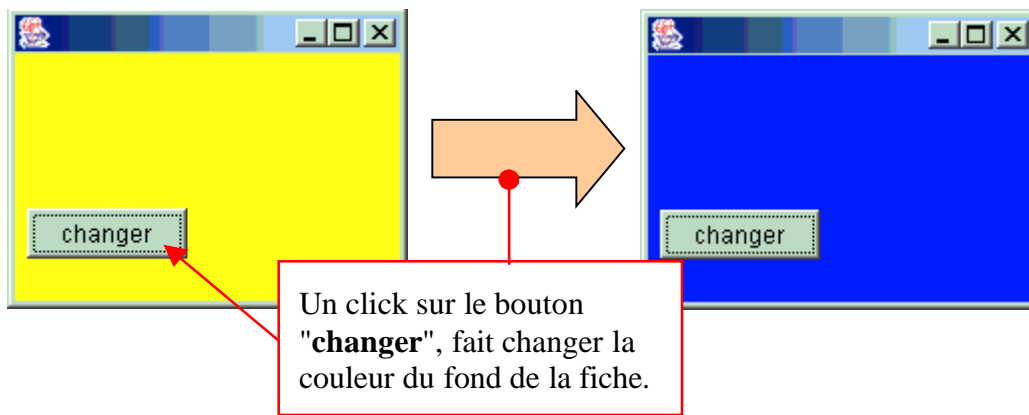 changer
changer
Un click sur le bouton
"changer", fait changer la
couleur du fond de la fiche.